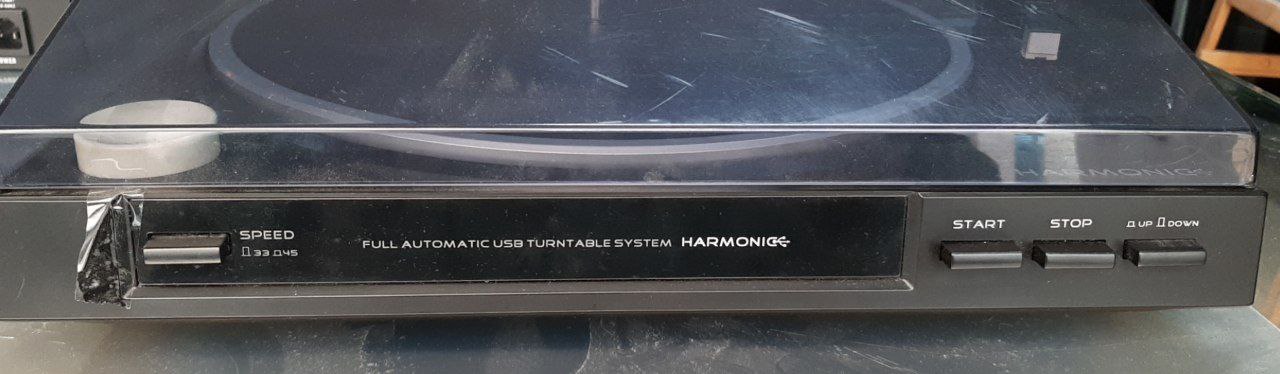 HARMONIC
SPEED
33 45
FULL AUTOMATIC USB TURNTABLE SYSTEM HARMONIC
START
STOP
UP DOWN